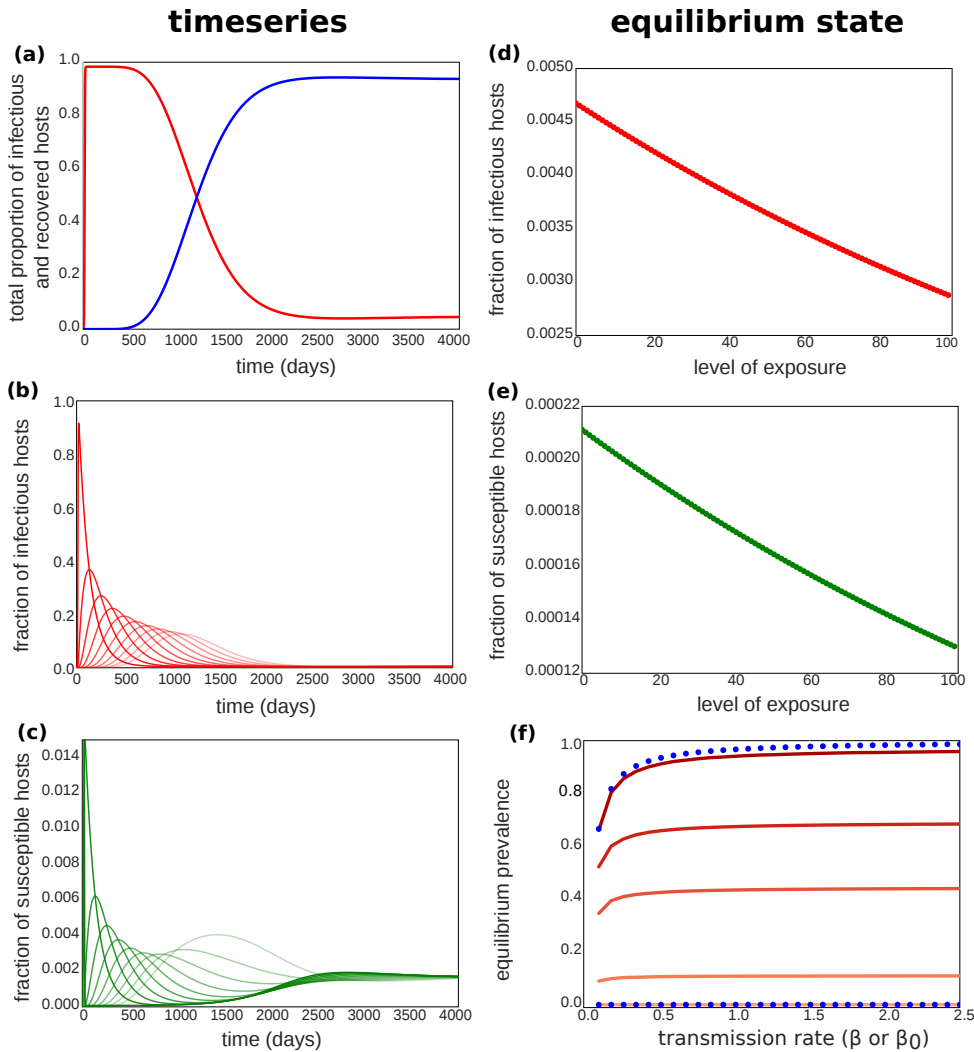 timeseries
equilibrium state
(a)
1.0
0.8
0.6
0.4
0.2
0.0
total proportion of infectious
and recovered hosts
0 500 1000 1500 2000 2500 3000 3500 4000
time (days)
(d)
0.0050
0.0045
0.0040
0.0035
0.0030
0.0025
fraction of infectious hosts
0 20 40 60 80 100
level of exposure
(b)
1.0
0.8
0.6
0.4
0.2
0.0
fraction of infectious hosts
500 1000 1500 2000 2500 3000 3500 4000
time (days)
(e)
0.00022
0.00020
0.00018
0.00016
0.00014
0.00012
fraction of susceptible hosts
0 20 40 60 80 100
level of exposure
(c)
0.014
0.012
0.010
0.008
0.006
0.004
0.002
0.000
fraction of susceptible hosts
0 500 1000 1500 2000 2500 3000 3500 4000
time (days)
(f)
1.0
0.8
0.6
0.4
0.2
0.0
equilibrium prevalence
0.0 0.5 1.0 1.5 2.0 2.5
transmission rate (β or β0)